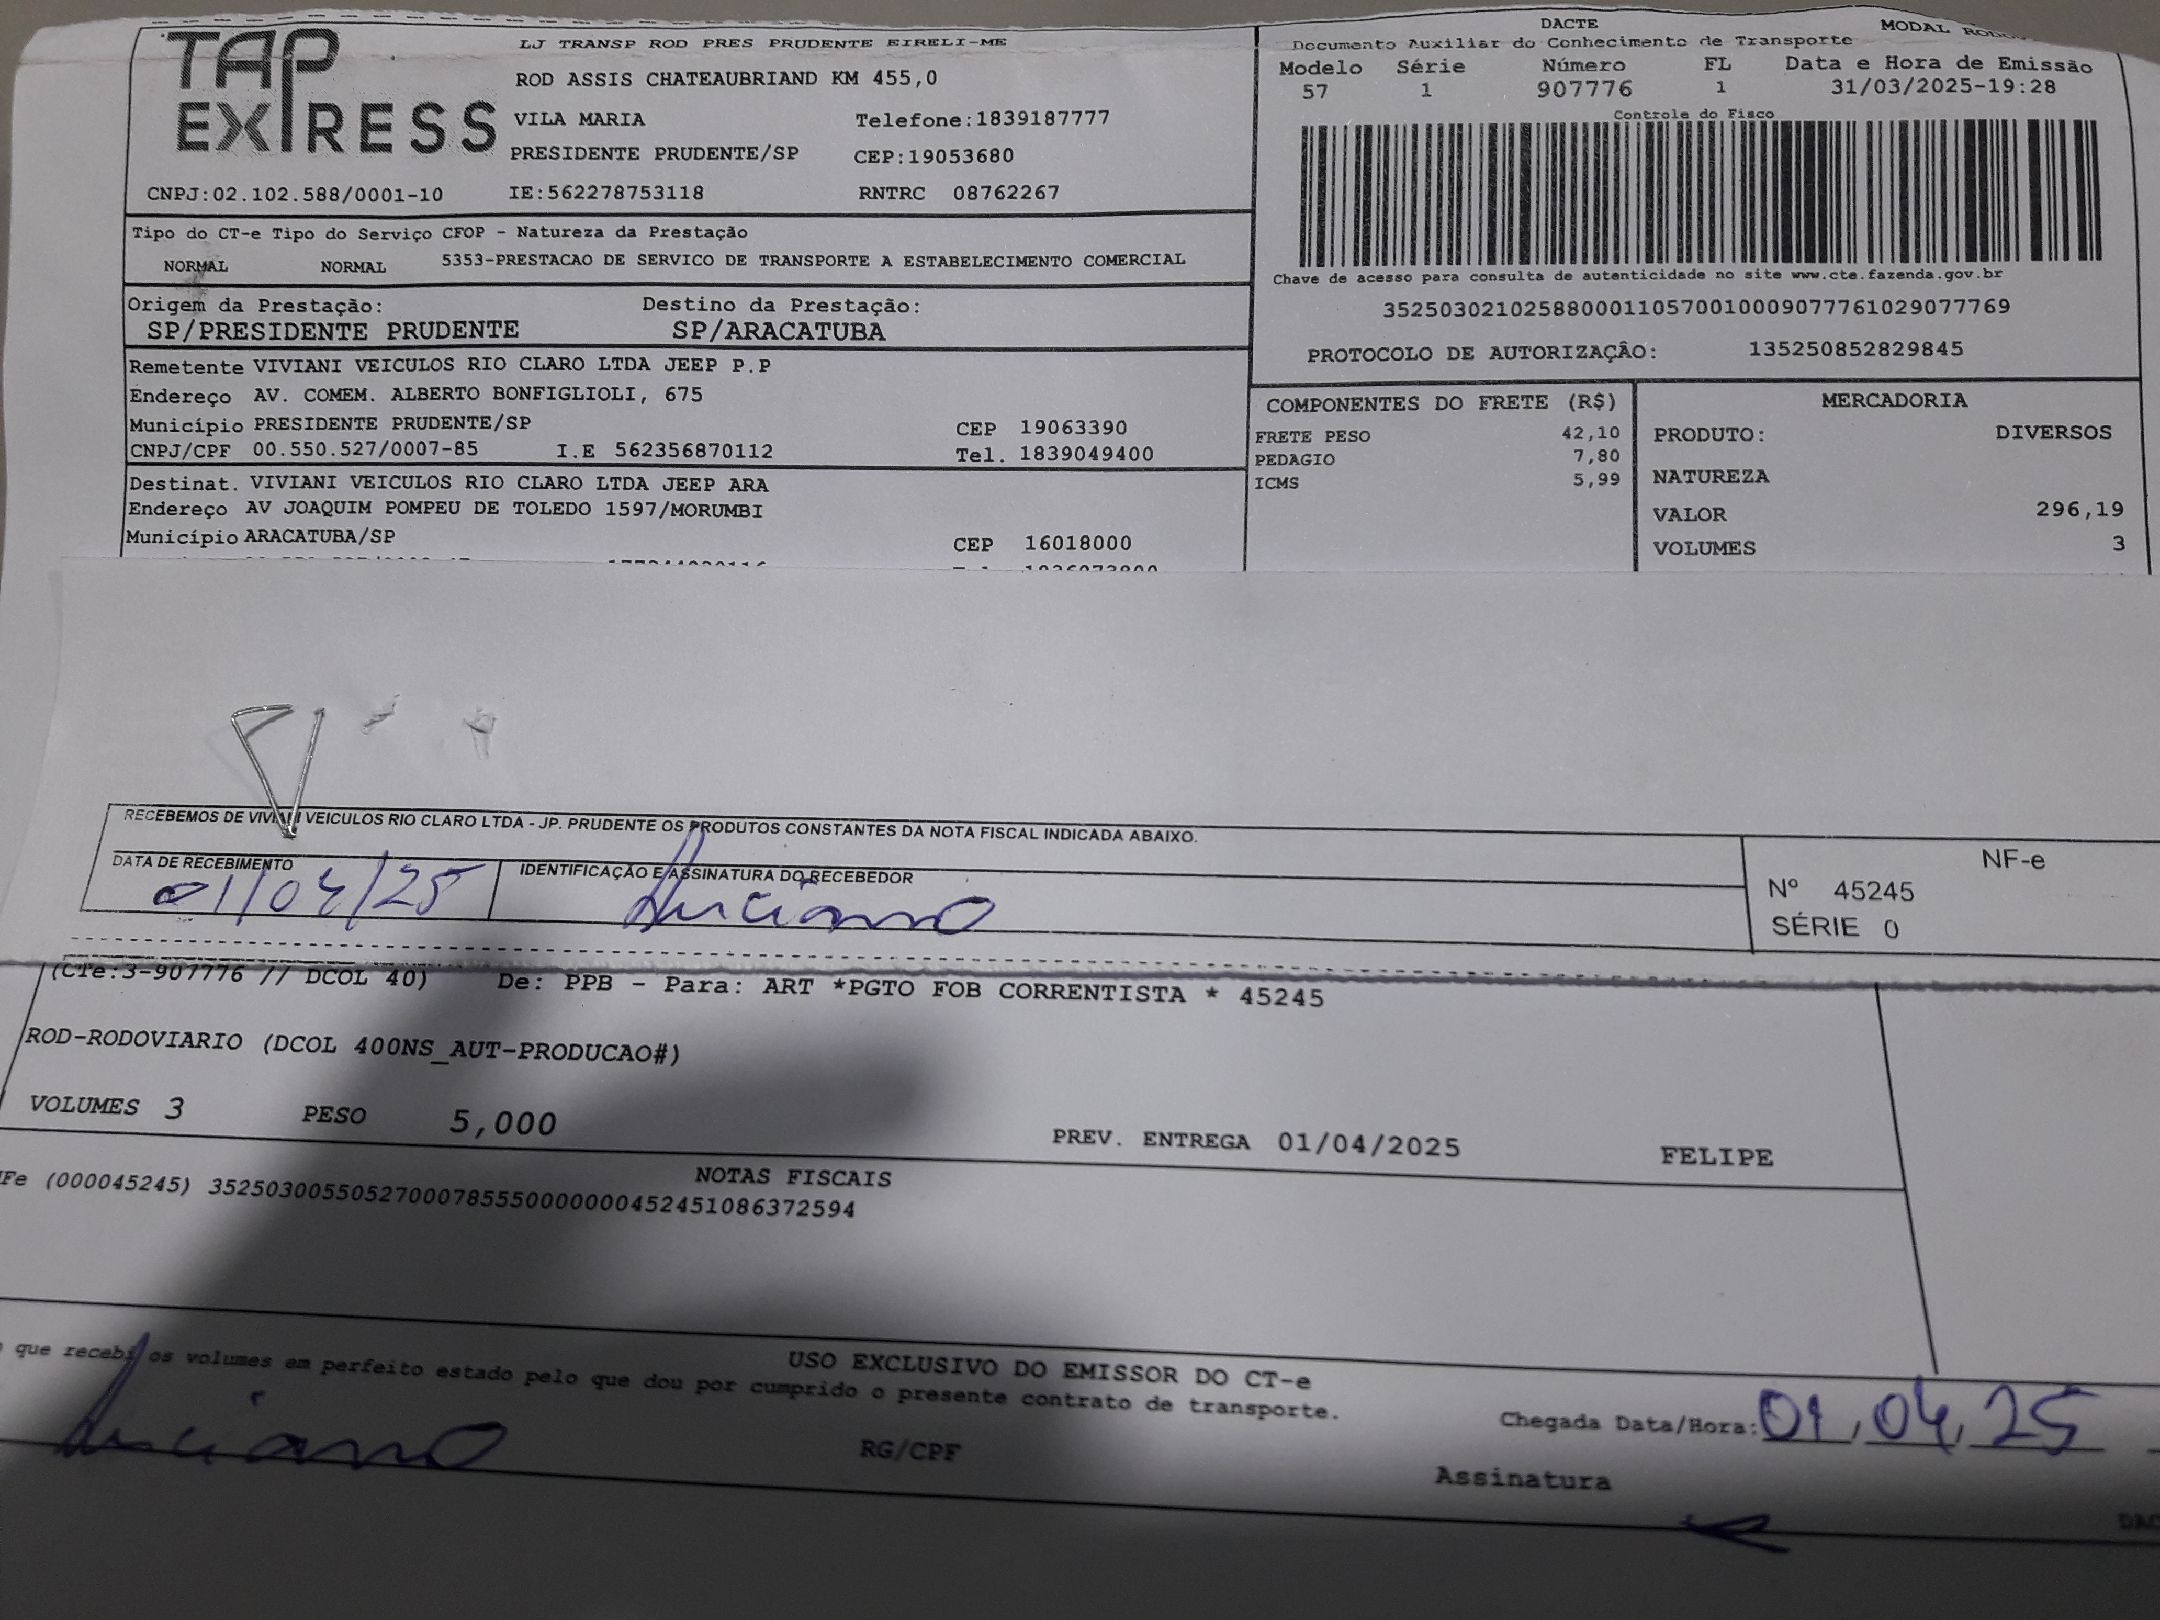 TAP EXPRESS
LJ TRANSP ROD PRES PRUDENTE EIRELI-ME
ROD ASSIS CHATEAUBRIAND KM 455,0
VILA MARIA Telefone:1839187777
PRESIDENTE PRUDENTE/SP CEP:19053680
CNPJ:02.102.588/0001-10 IE:562278753118 RNTRC 08762267
DACTE
Documento Auxiliar do Conhecimento de Transporte MODAL
Modelo Série Número FL Data e Hora de Emissão
57 1 907776 1 31/03/2025-19:28
Controle do Fisco
Chave de acesso para consulta de autenticidade no site www.cte.fazenda.gov.br
35250302102588000110570010009077761029077769
PROTOCOLO DE AUTORIZAÇÂO: 135250852829845
Tipo do CT-e Tipo do Serviço CFOP - Natureza da Prestação
NORMAL NORMAL 5353-PRESTACAO DE SERVICO DE TRANSPORTE A ESTABELECIMENTO COMERCIAL
Origem da Prestação: Destino da Prestação:
SP/PRESIDENTE PRUDENTE SP/ARACATUBA
Remetente VIVIANI VEICULOS RIO CLARO LTDA JEEP P.P
Endereço AV. COMEM. ALBERTO BONFIGLIOLI, 675
Município PRESIDENTE PRUDENTE/SP CEP 19063390
CNPJ/CPF 00.550.527/0007-85 I.E 562356870112 Tel. 1839049400
Destinat. VIVIANI VEICULOS RIO CLARO LTDA JEEP ARA
Endereço AV JOAQUIM POMPEU DE TOLEDO 1597/MORUMBI
Município ARACATUBA/SP CEP 16018000
COMPONENTES DO FRETE (R$)
FRETE PESO 42,10
PEDAGIO 7,80
ICMS 5,99
MERCADORIA
PRODUTO: DIVERSOS
NATUREZA
VALOR 296,19
VOLUMES 3
RECEBEMOS DE VIVIANI VEICULOS RIO CLARO LTDA - JP. PRUDENTE OS PRODUTOS CONSTANTES DA NOTA FISCAL INDICADA ABAIXO.
DATA DE RECEBIMENTO IDENTIFICAÇÃO E ASSINATURA DO RECEBEDOR
01/04/25 Luciano
NF-e
Nº 45245
SÉRIE 0
(CTe:3-907776 // DCOL 40) De: PPB - Para: ART *PGTO FOB CORRENTISTA * 45245
ROD-RODOVIARIO (DCOL 400NS_AUT-PRODUCAO#)
VOLUMES 3 PESO 5,000 PREV. ENTREGA 01/04/2025 FELIPE
NOTAS FISCAIS
Fe (000045245) 35250300550527000785550000000452451086372594
USO EXCLUSIVO DO EMISSOR DO CT-e
que recebi os volumes em perfeito estado pelo que dou por cumprido o presente contrato de transporte.
Luciano RG/CPF Chegada Data/Hora: 01,04,25
Assinatura